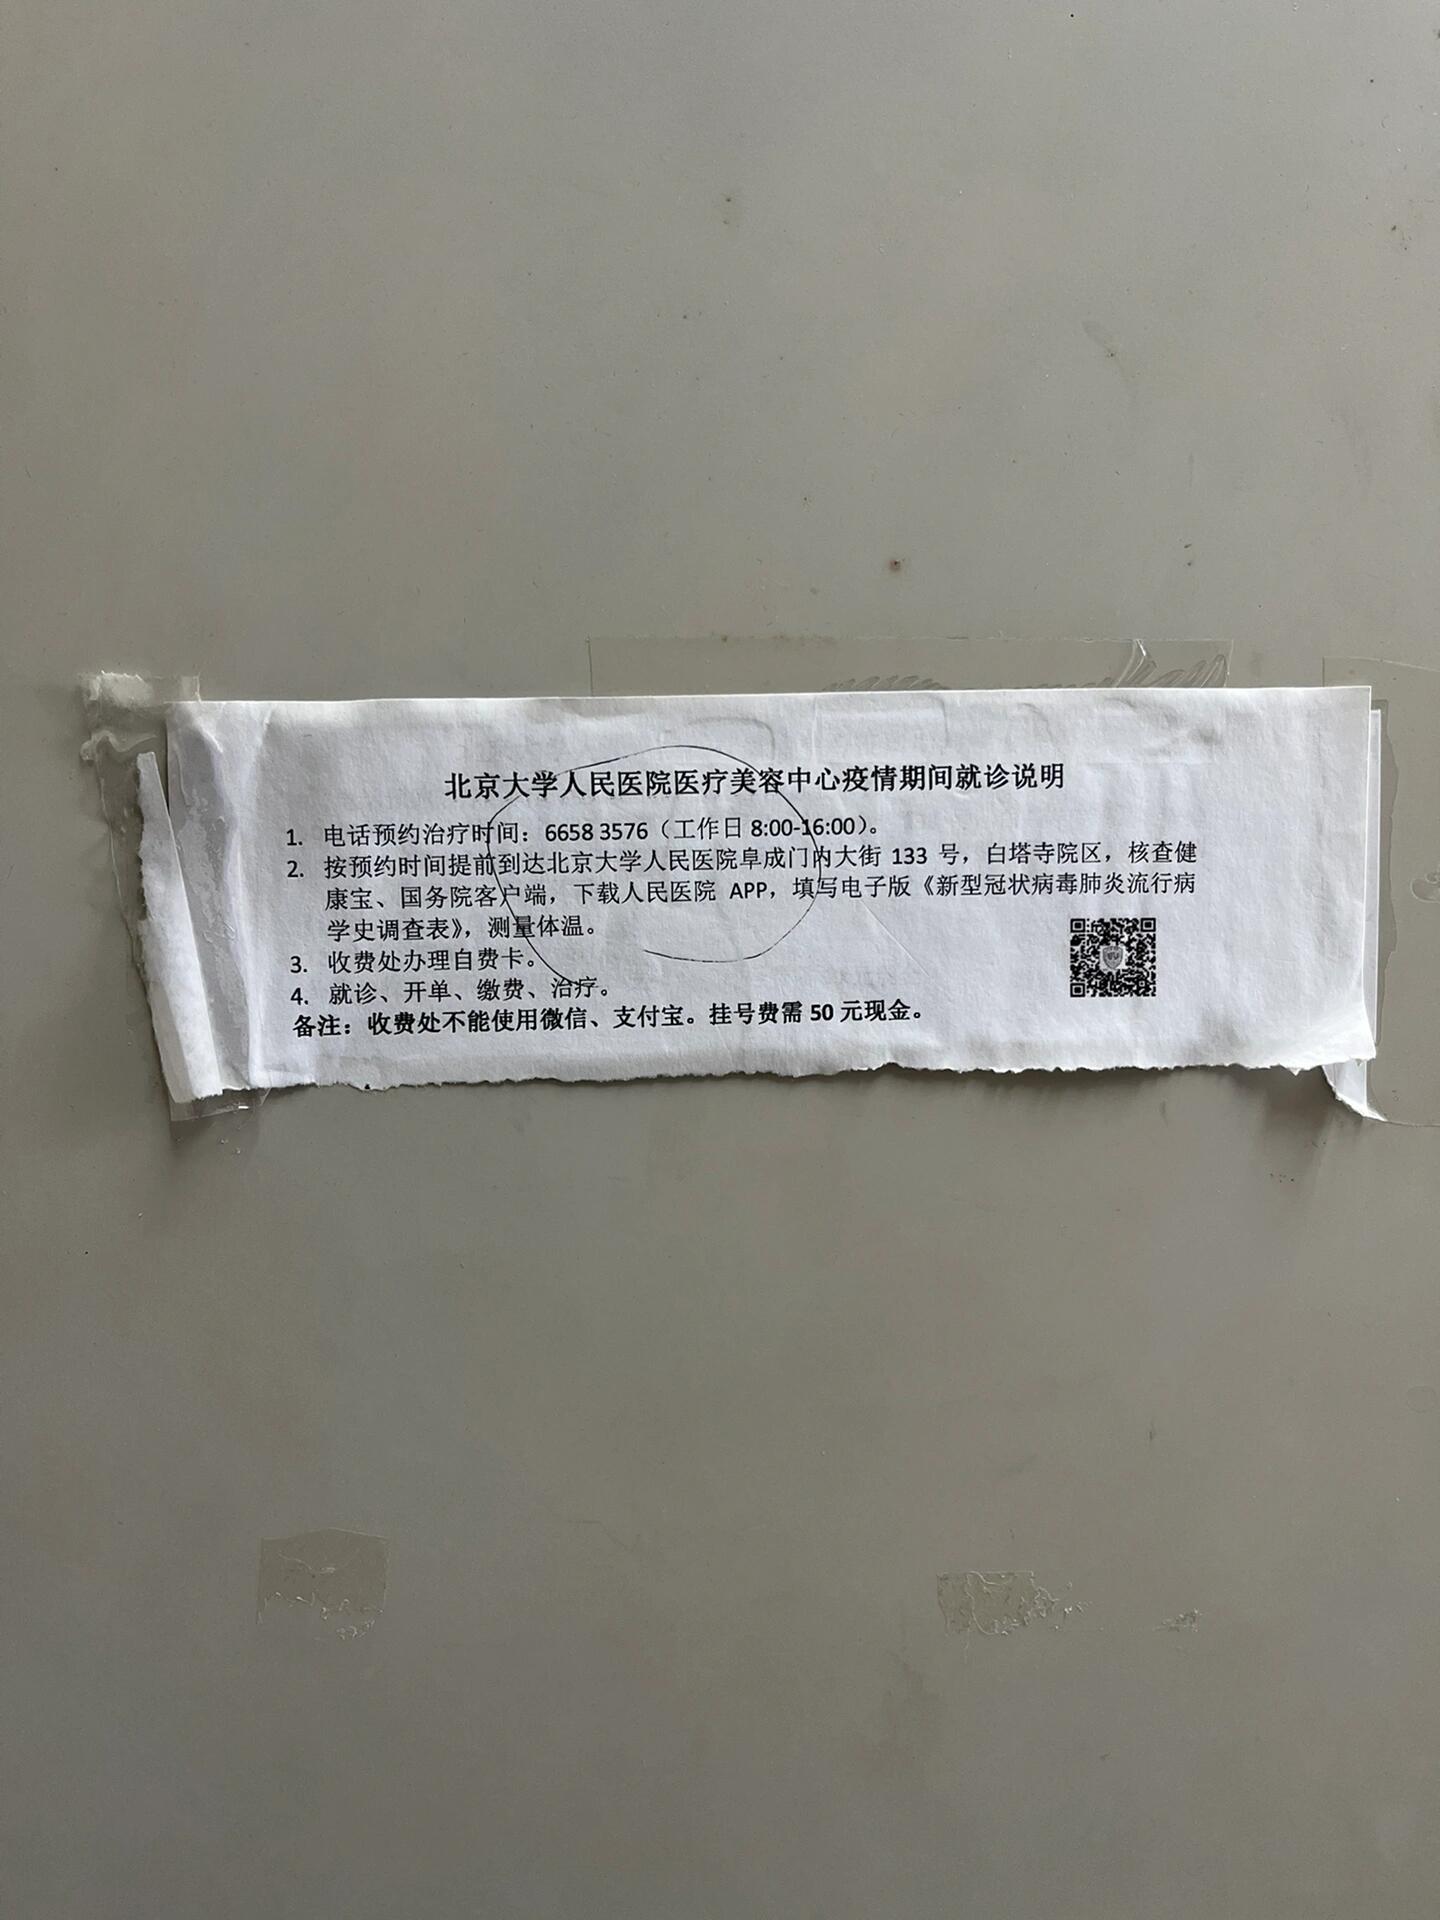 北京大学人民医院医疗美容中心疫情期间就诊说明
1. 电话预约治疗时间：6658 3576（工作日 8:00-16:00）。
2. 按预约时间提前到达北京大学人民医院阜成门内大街 133 号，白塔寺院区，核查健
康宝、国务院客户端，下载人民医院 APP，填写电子版《新型冠状病毒肺炎流行病
学史调查表》，测量体温。
3. 收费处办理自费卡。
4. 就诊、开单、缴费、治疗。
备注：收费处不能使用微信、支付宝。挂号费需 50 元现金。